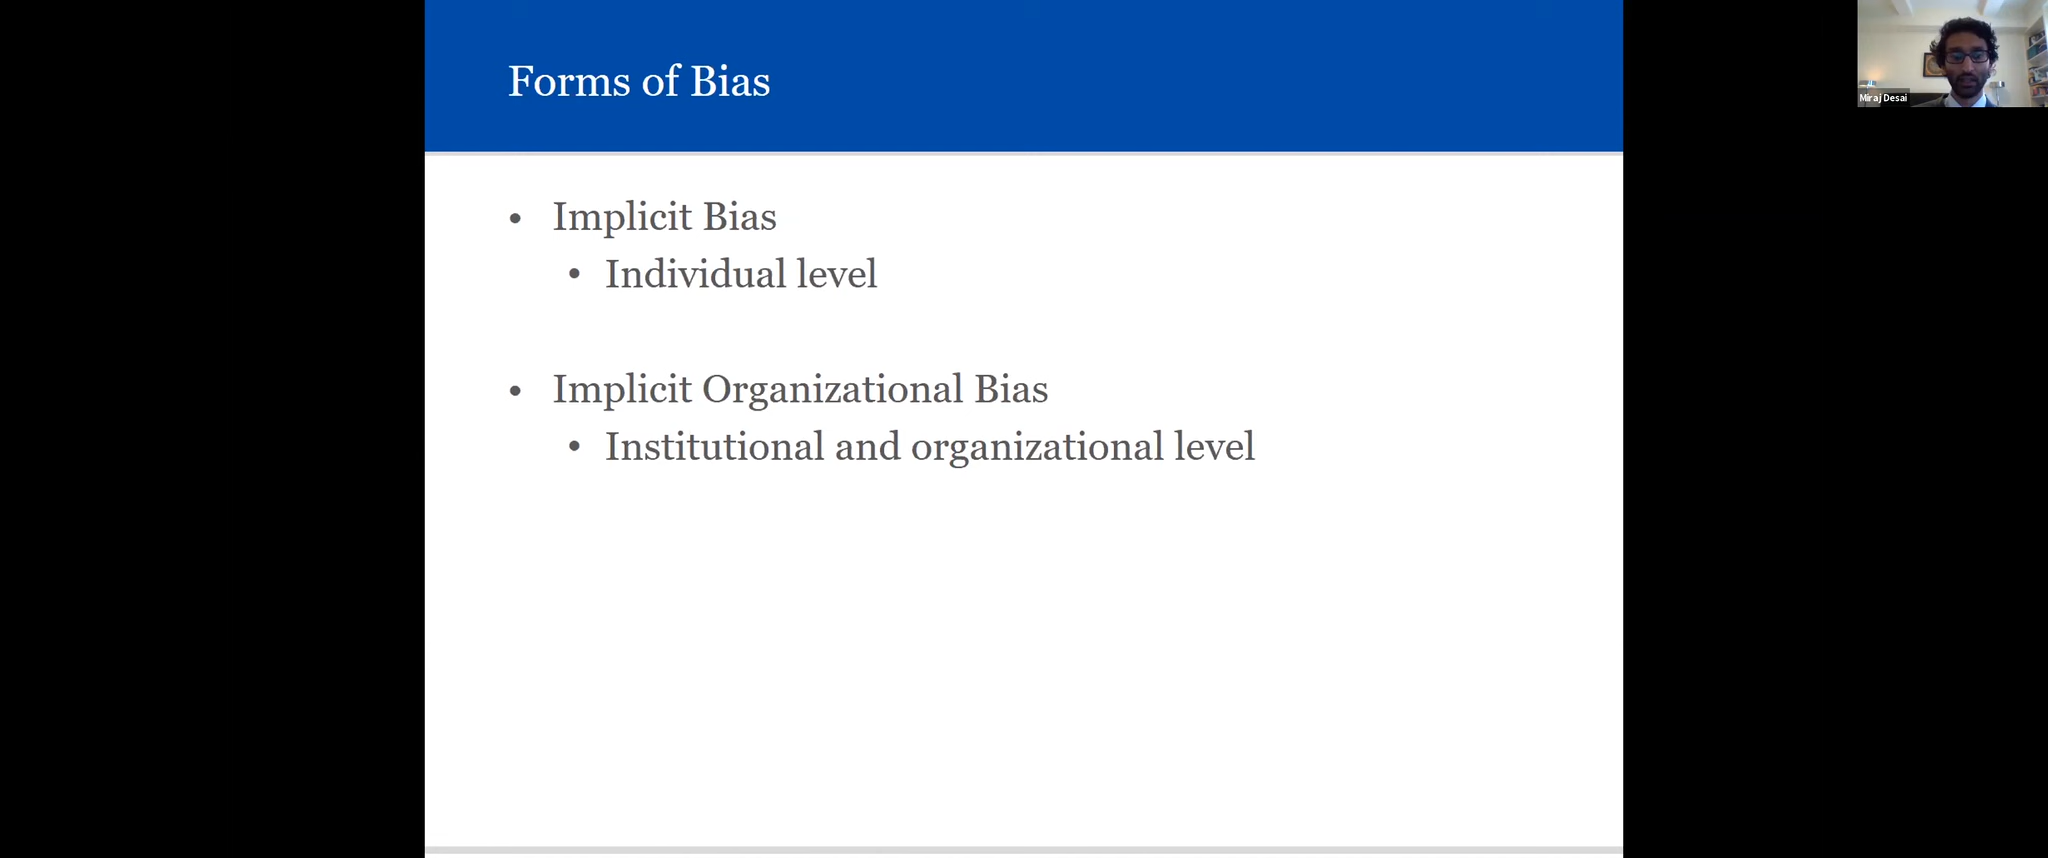 Forms of Bias
Miraj Desai
• Implicit Bias
• Individual level
• Implicit Organizational Bias
• Institutional and organizational level